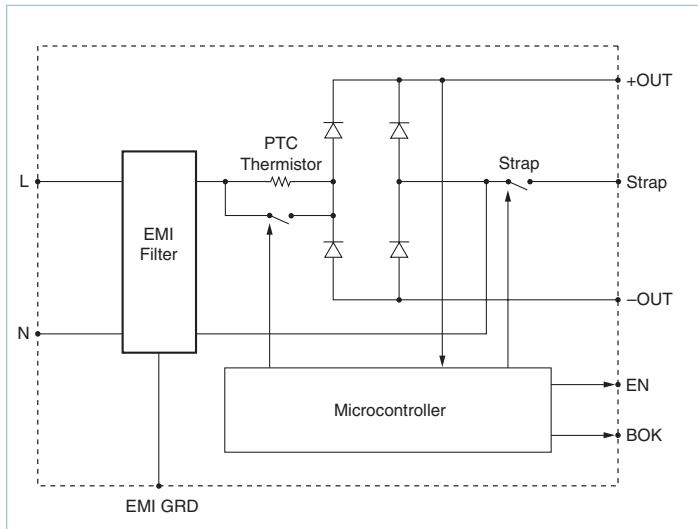 +OUT
PTC
Thermistor
Strap
L
Strap
EMI
Filter
–OUT
N
EN
Microcontroller
BOK
EMI GRD